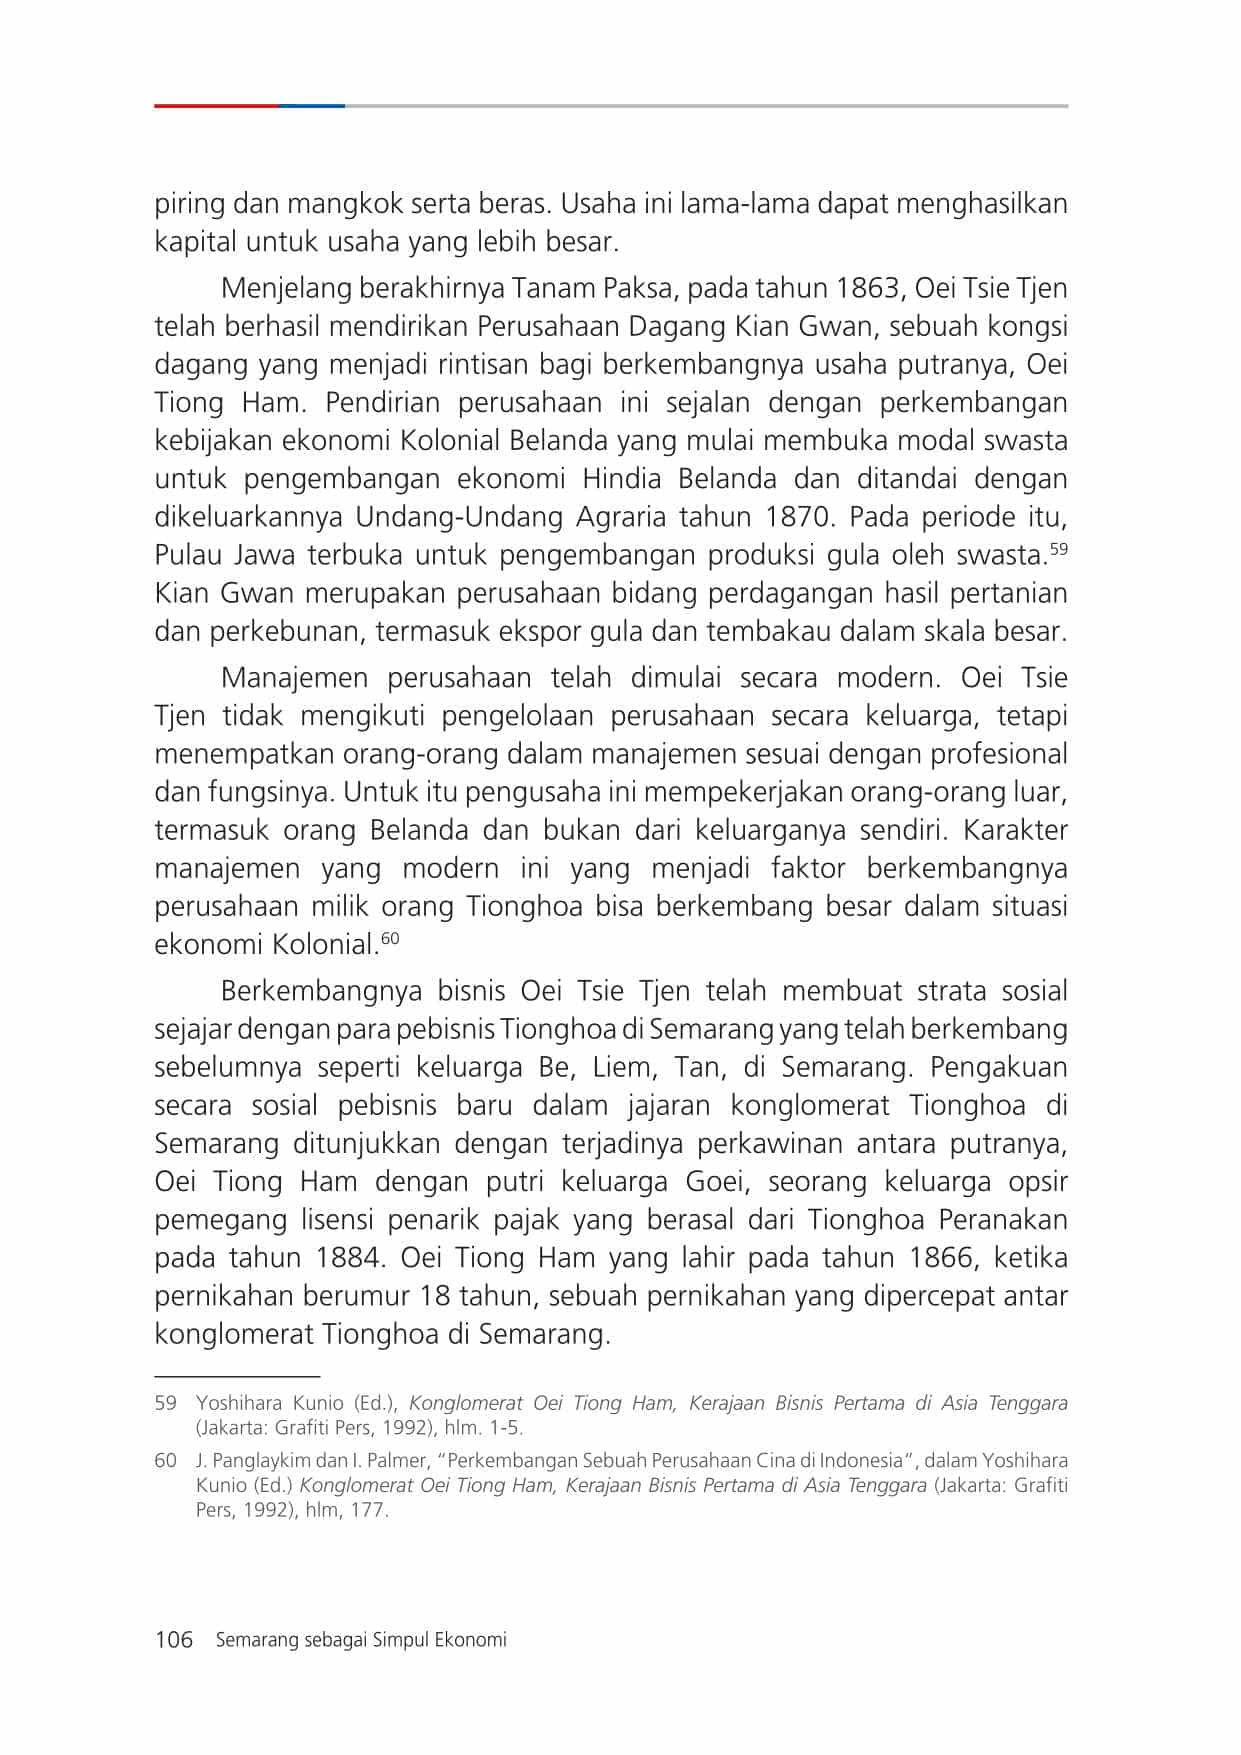 piring dan mangkok serta beras. Usaha ini lama-lama dapat menghasilkan
kapital untuk usaha yang lebih besar.
Menjelang berakhirnya Tanam Paksa, pada tahun 1863, Oei Tsie Tjen
telah berhasil mendirikan Perusahaan Dagang Kian Gwan, sebuah kongsi
dagang yang menjadi rintisan bagi berkembangnya usaha putranya, Oei
Tiong Ham. Pendirian perusahaan ini sejalan dengan perkembangan
kebijakan ekonomi Kolonial Belanda yang mulai membuka modal swasta
untuk pengembangan ekonomi Hindia Belanda dan ditandai dengan
dikeluarkannya Undang-Undang Agraria tahun 1870. Pada periode itu,
Pulau Jawa terbuka untuk pengembangan produksi gula oleh swasta.59
Kian Gwan merupakan perusahaan bidang perdagangan hasil pertanian
dan perkebunan, termasuk ekspor gula dan tembakau dalam skala besar.
Manajemen perusahaan telah dimulai secara modern. Oei Tsie
Tjen tidak mengikuti pengelolaan perusahaan secara keluarga, tetapi
menempatkan orang-orang dalam manajemen sesuai dengan profesional
dan fungsinya. Untuk itu pengusaha ini mempekerjakan orang-orang luar,
termasuk orang Belanda dan bukan dari keluarganya sendiri. Karakter
manajemen yang modern ini yang menjadi faktor berkembangnya
perusahaan milik orang Tionghoa bisa berkembang besar dalam situasi
ekonomi Kolonial.60
Berkembangnya bisnis Oei Tsie Tjen telah membuat strata sosial
sejajar dengan para pebisnis Tionghoa di Semarang yang telah berkembang
sebelumnya seperti keluarga Be, Liem, Tan, di Semarang. Pengakuan
secara sosial pebisnis baru dalam jajaran konglomerat Tionghoa di
Semarang ditunjukkan dengan terjadinya perkawinan antara putranya,
Oei Tiong Ham dengan putri keluarga Goei, seorang keluarga opsir
pemegang lisensi penarik pajak yang berasal dari Tionghoa Peranakan
pada tahun 1884. Oei Tiong Ham yang lahir pada tahun 1866, ketika
pernikahan berumur 18 tahun, sebuah pernikahan yang dipercepat antar
konglomerat Tionghoa di Semarang.
59 Yoshihara Kunio (Ed.), Konglomerat Oei Tiong Ham, Kerajaan Bisnis Pertama di Asia Tenggara
(Jakarta: Grafiti Pers, 1992), hlm. 1-5.
60 J. Panglaykim dan I. Palmer, “Perkembangan Sebuah Perusahaan Cina di Indonesia”, dalam Yoshihara
Kunio (Ed.) Konglomerat Oei Tiong Ham, Kerajaan Bisnis Pertama di Asia Tenggara (Jakarta: Grafiti
Pers, 1992), hlm, 177.
106 Semarang sebagai Simpul Ekonomi